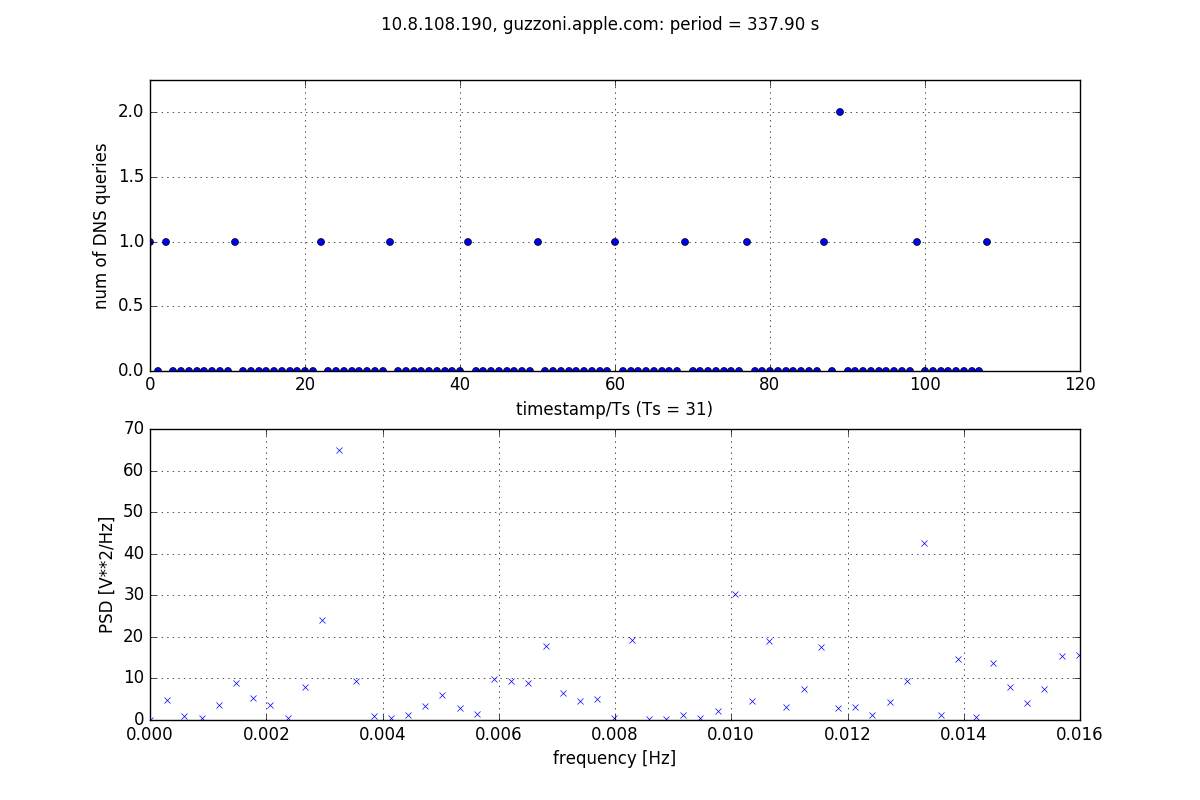 10.8.108.190, guzzoni.apple.com: period = 337.90 s
2.0
1.5
1.0
0.5
0.0
num of DNS queries
0 20 40 60 80 100 120
timestamp/Ts (Ts = 31)
70
60
50
40
30
20
10
0
PSD [V**2/Hz]
0.000 0.002 0.004 0.006 0.008 0.010 0.012 0.014 0.016
frequency [Hz]